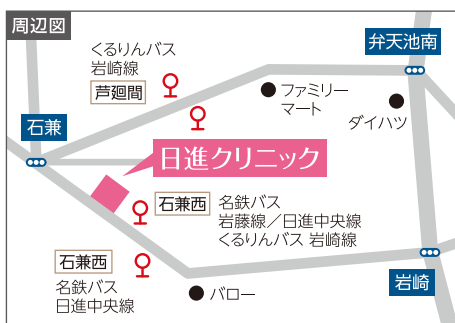 周辺図
くるりんバス
岩崎線
芦廻間
弁天池南
ファミリー
マート
ダイハツ
石兼
日進クリニック
石兼西
名鉄バス
岩藤線／日進中央線
くるりんバス 岩崎線
石兼西
名鉄バス
日進中央線
バロー
岩崎